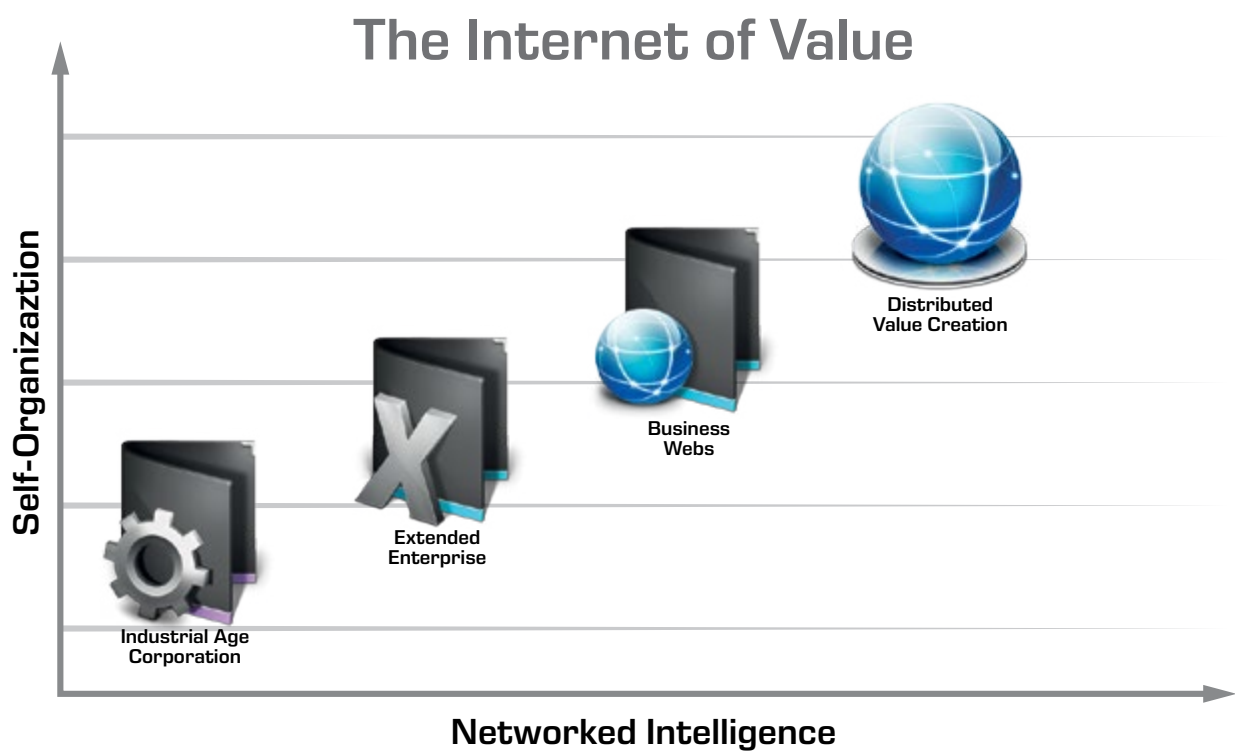 The Internet of Value
Self-Organizaztion
Distributed
Value Creation
Business
Webs
Extended
Enterprise
Industrial Age
Corporation
Networked Intelligence